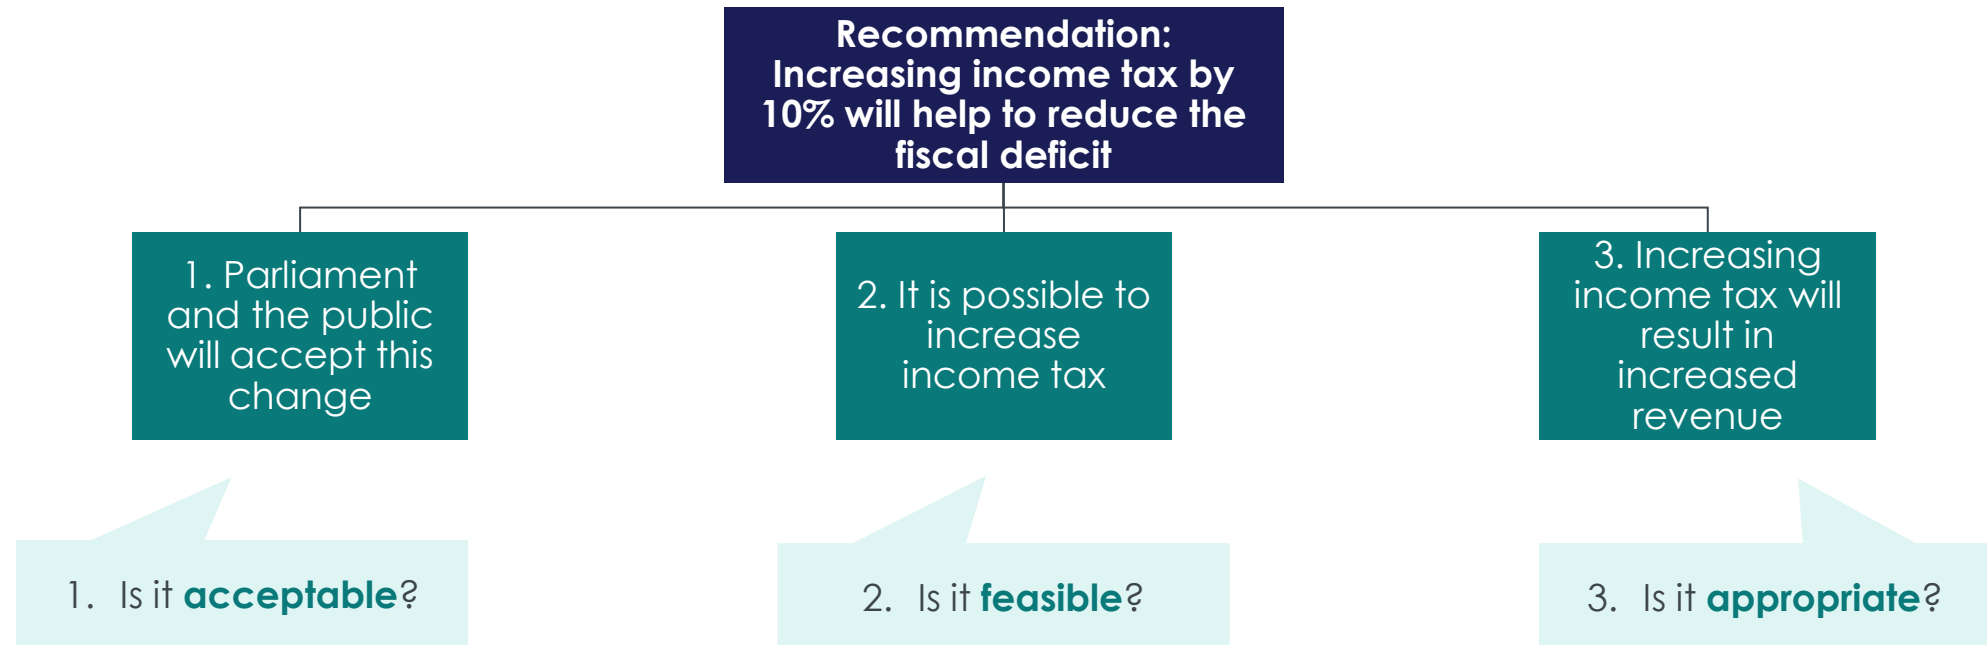 Recommendation:
Increasing income tax by
10% will help to reduce the
fiscal deficit
1. Parliament
and the public
will accept this
change
2. It is possible to
increase
income tax
3. Increasing
income tax will
result in
increased
revenue
1. Is it acceptable?
2. Is it feasible?
3. Is it appropriate?